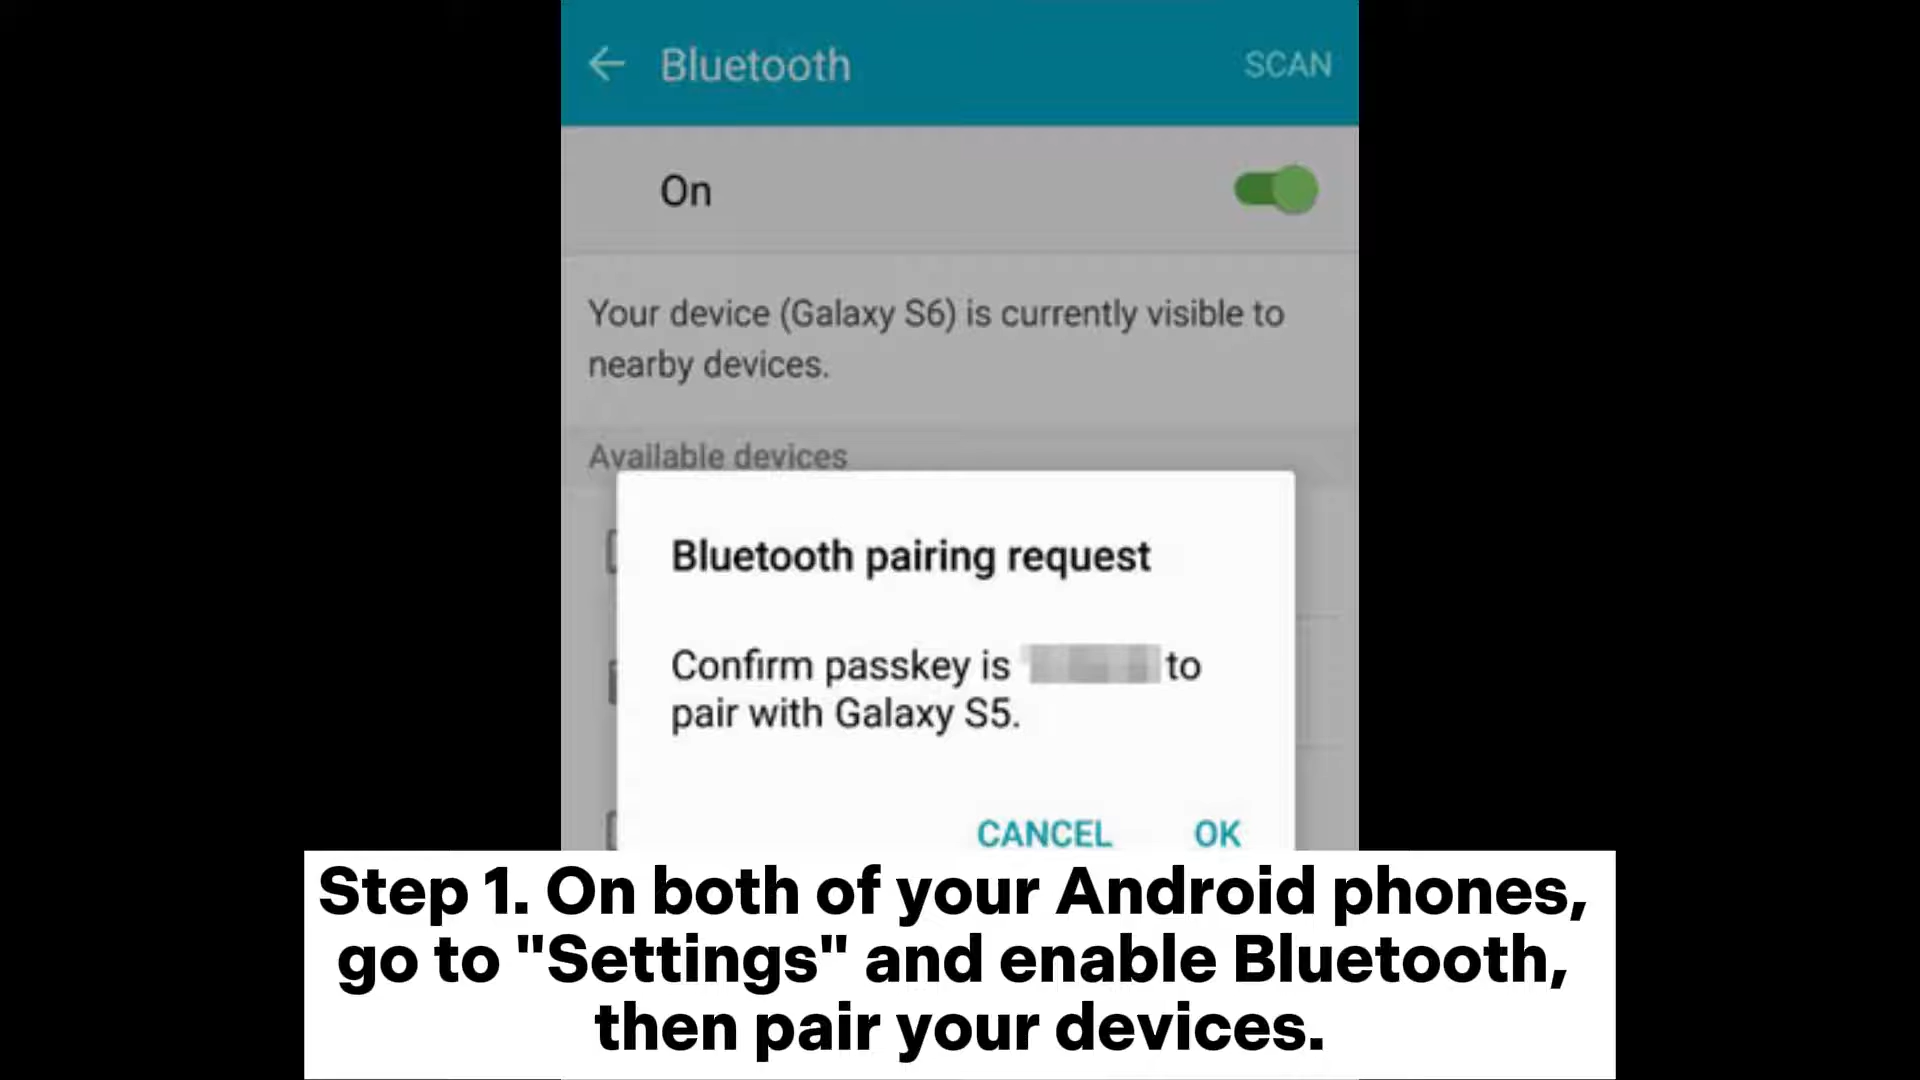 Bluetooth SCAN
On
Your device (Galaxy S6) is currently visible to
nearby devices.
Available devices
Bluetooth pairing request
Confirm passkey is to
pair with Galaxy S5.
CANCEL OK
Step 1. On both of your Android phones,
go to "Settings" and enable Bluetooth,
then pair your devices.